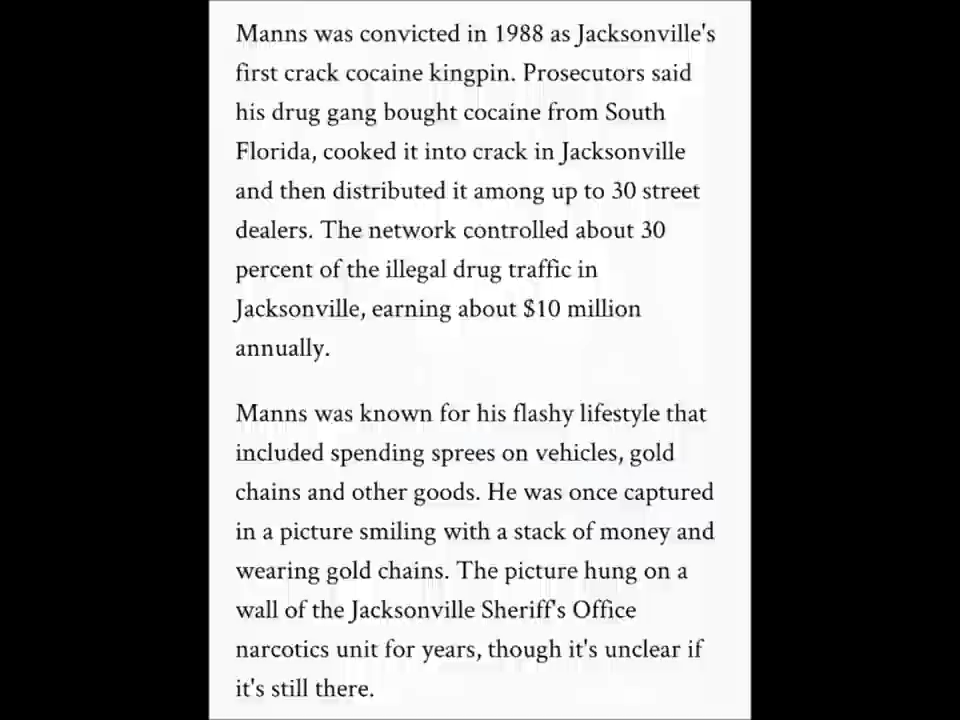 Manns was convicted in 1988 as Jacksonville's
first crack cocaine kingpin. Prosecutors said
his drug gang bought cocaine from South
Florida, cooked it into crack in Jacksonville
and then distributed it among up to 30 street
dealers. The network controlled about 30
percent of the illegal drug traffic in
Jacksonville, earning about $10 million
annually.
Manns was known for his flashy lifestyle that
included spending sprees on vehicles, gold
chains and other goods. He was once captured
in a picture smiling with a stack of money and
wearing gold chains. The picture hung on a
wall of the Jacksonville Sheriff's Office
narcotics unit for years, though it's unclear if
it's still there.